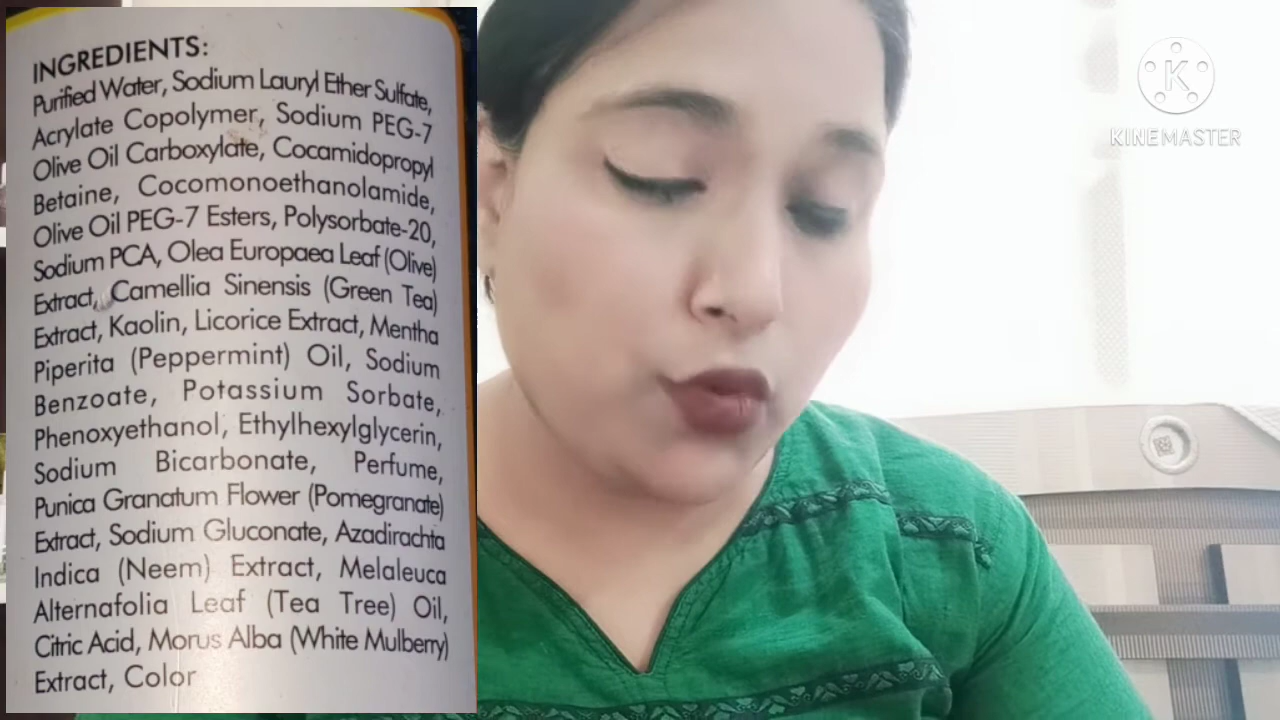 INGREDIENTS:
Purified Water, Sodium Lauryl Ether Sulfate,
Acrylate Copolymer, Sodium PEG-7
Olive Oil Carboxylate, Cocamidopropyl
Betaine, Cocomonoethanolamide,
Olive Oil PEG-7 Esters, Polysorbate-20,
Sodium PCA, Olea Europaea Leaf (Olive)
Extract, Camellia Sinensis (Green Tea)
Extract, Kaolin, Licorice Extract, Mentha
Piperita (Peppermint) Oil, Sodium
Benzoate, Potassium Sorbate,
Phenoxyethanol, Ethylhexylglycerin,
Sodium Bicarbonate, Perfume,
Punica Granatum Flower (Pomegranate)
Extract, Sodium Gluconate, Azadirachta
Indica (Neem) Extract, Melaleuca
Alternafolia Leaf (Tea Tree) Oil,
Citric Acid, Morus Alba (White Mulberry)
Extract, Color
K
KINEMASTER